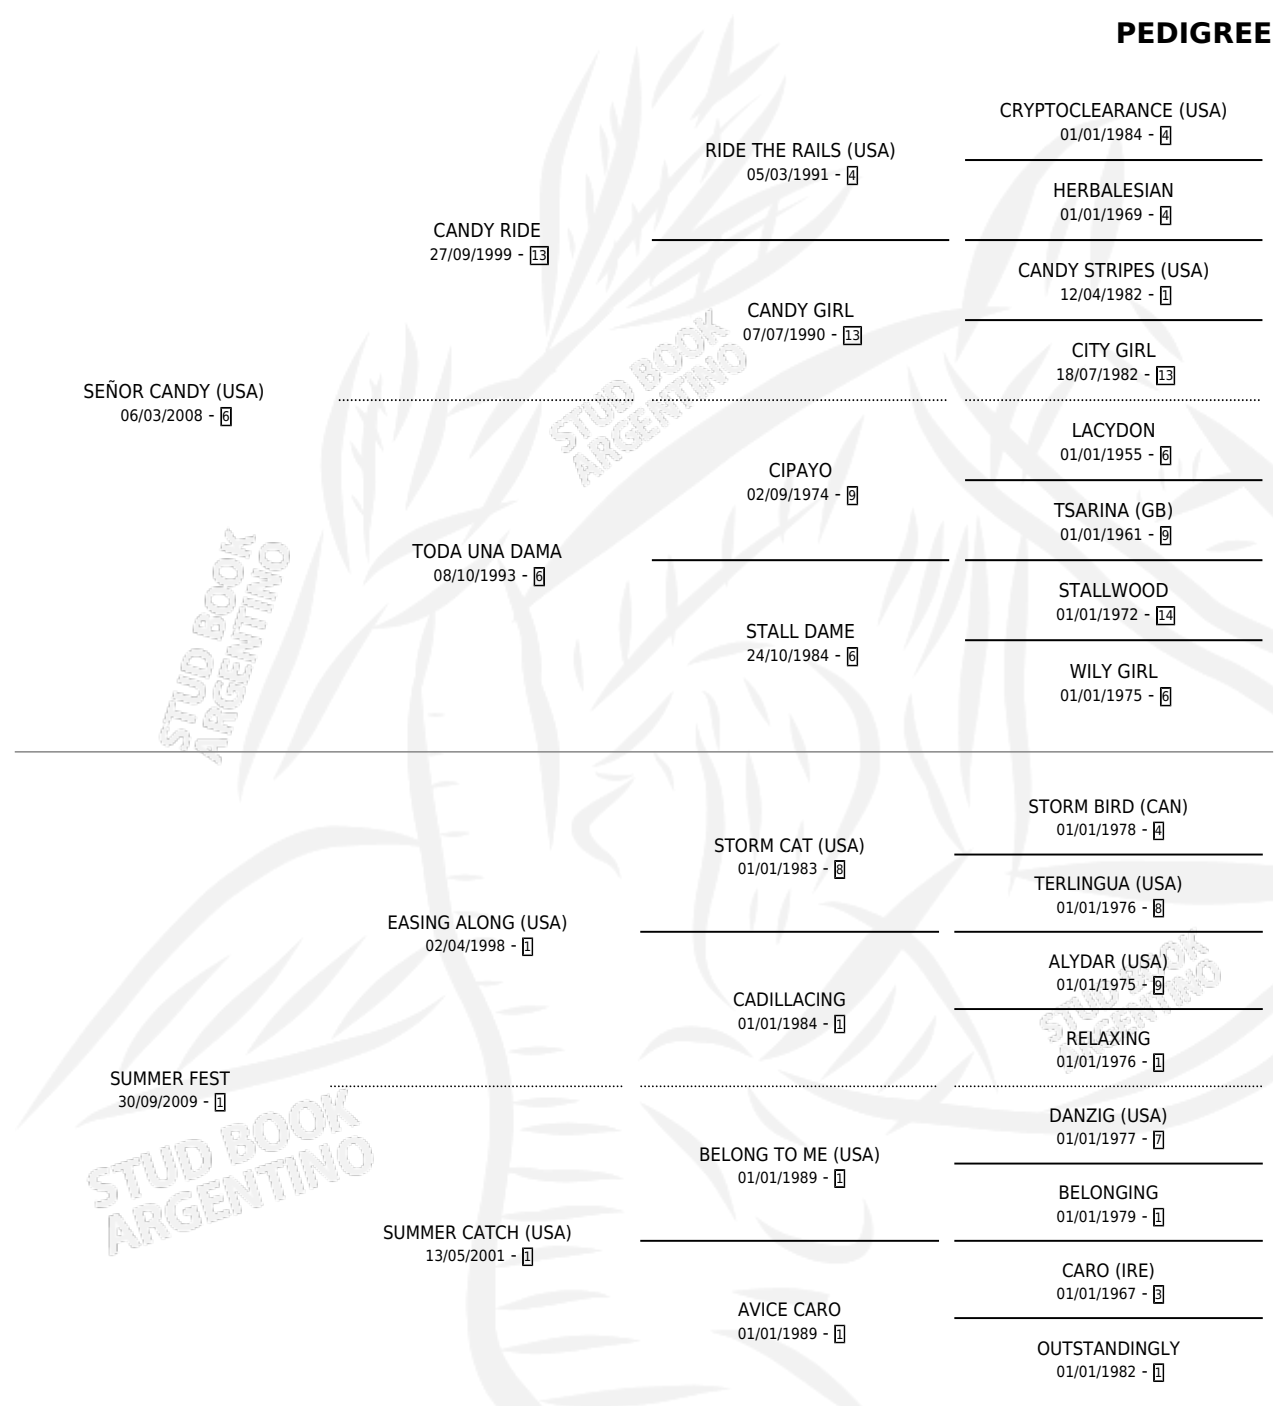 PEDIGREE
CRYPTOCLEARANCE (USA)
01/01/1984 - 4
RIDE THE RAILS (USA)
05/03/1991 - 4
HERBALESIAN
01/01/1969 - 4
CANDY RIDE
27/09/1999 - 13
CANDY STRIPES (USA)
12/04/1982 - 1
CANDY GIRL
07/07/1990 - 13
CITY GIRL
18/07/1982 - 13
SEÑOR CANDY (USA)
06/03/2008 - 6
LACYDON
01/01/1955 - 6
CIPAYO
02/09/1974 - 9
TSARINA (GB)
01/01/1961 - 9
TODA UNA DAMA
08/10/1993 - 6
STALLWOOD
01/01/1972 - 14
STALL DAME
24/10/1984 - 6
WILY GIRL
01/01/1975 - 6
STORM BIRD (CAN)
01/01/1978 - 4
STORM CAT (USA)
01/01/1983 - 8
TERLINGUA (USA)
01/01/1976 - 8
EASING ALONG (USA)
02/04/1998 - 1
ALYDAR (USA)
01/01/1975 - 9
CADILLACING
01/01/1984 - 1
RELAXING
01/01/1976 - 1
SUMMER FEST
30/09/2009 - 1
DANZIG (USA)
01/01/1977 - 7
BELONG TO ME (USA)
01/01/1989 - 1
BELONGING
01/01/1979 - 1
SUMMER CATCH (USA)
13/05/2001 - 1
CARO (IRE)
01/01/1967 - 3
AVICE CARO
01/01/1989 - 1
OUTSTANDINGLY
01/01/1982 - 1
STUD BOOK
ARGENTINO
STUD BOOK
ARGENTINO
STUD BOOK
ARGENTINO
STUD BOOK
ARGENTINO